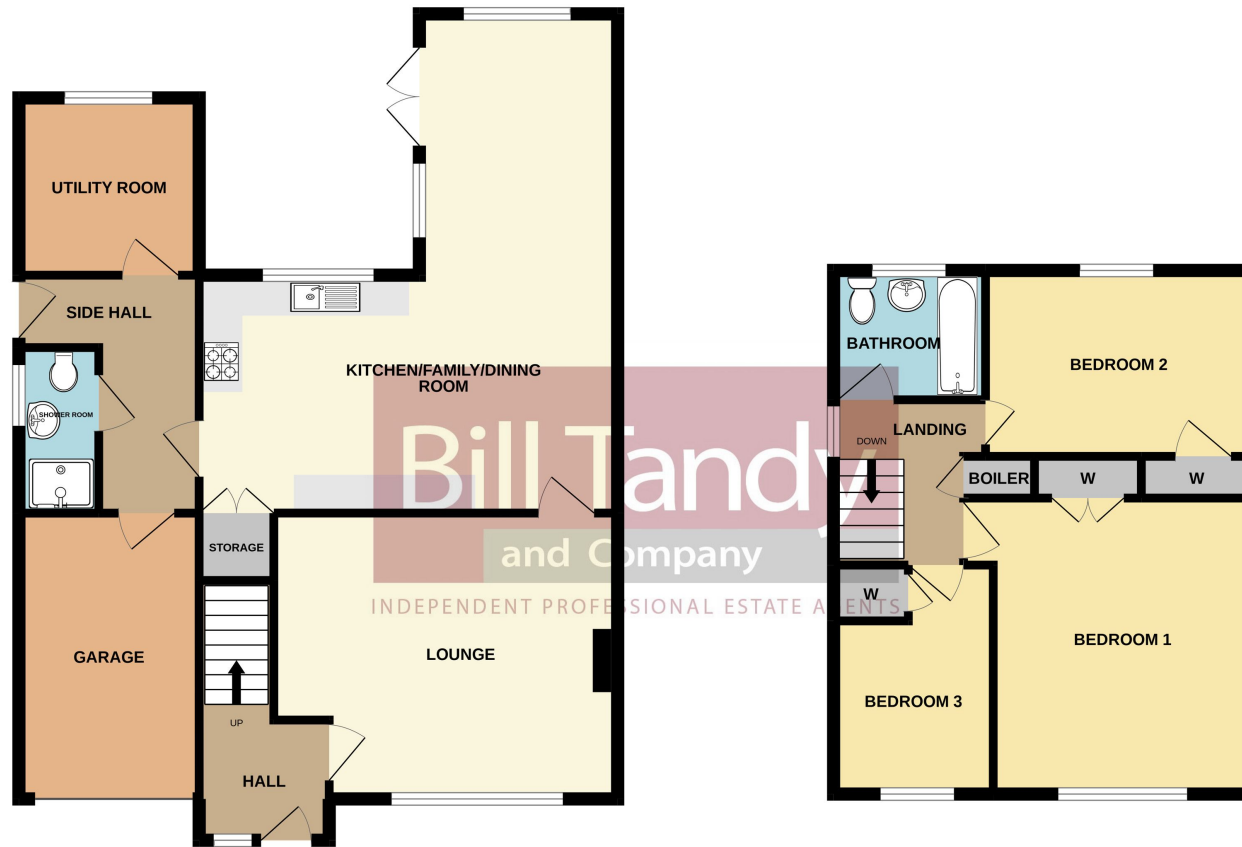 UTILITY ROOM
SIDE HALL
SHOWER ROOM
KITCHEN/FAMILY/DINING
ROOM
STORAGE
GARAGE
LOUNGE
UP
HALL
BATHROOM
BEDROOM 2
LANDING
DOWN
BOILER
W
W
W
BEDROOM 1
BEDROOM 3
Bill Tandy
and Company
INDEPENDENT PROFESSIONAL ESTATE AGENTS